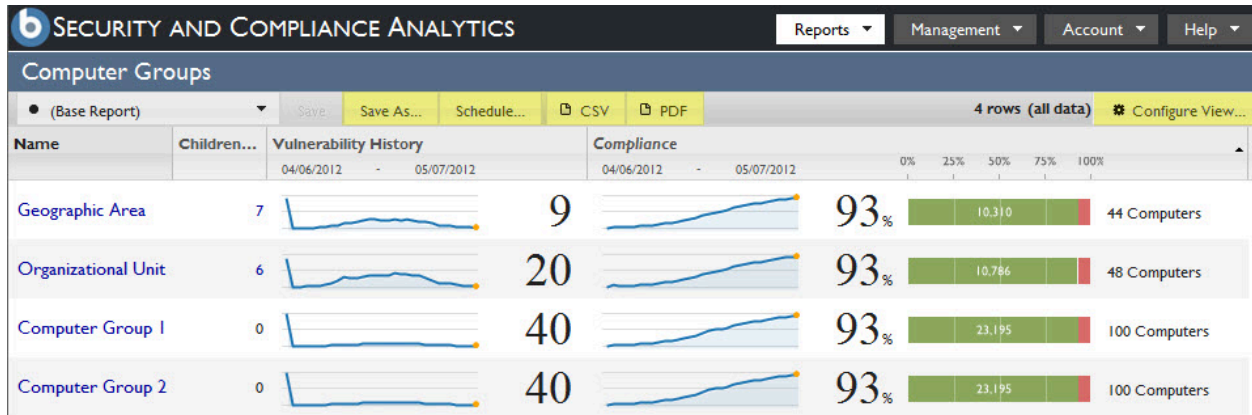 b SECURITY AND COMPLIANCE ANALYTICS Reports Management Account Help
Computer Groups
(Base Report) Save Save As... Schedule... CSV PDF 4 rows (all data) Configure View...
Name Children... Vulnerability History Compliance
04/06/2012 - 05/07/2012 04/06/2012 - 05/07/2012 0% 25% 50% 75% 100%
Geographic Area 7 9 93% 10,310 44 Computers
Organizational Unit 6 20 93% 10,786 48 Computers
Computer Group 1 0 40 93% 23,195 100 Computers
Computer Group 2 0 40 93% 23,195 100 Computers